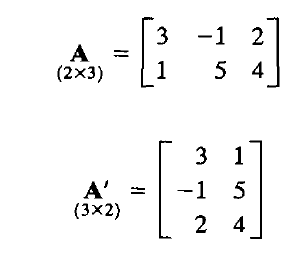 A = [3 -1 2
(2×3) 1 5 4]
A' = [3 1
-1 5
(3×2) 2 4]